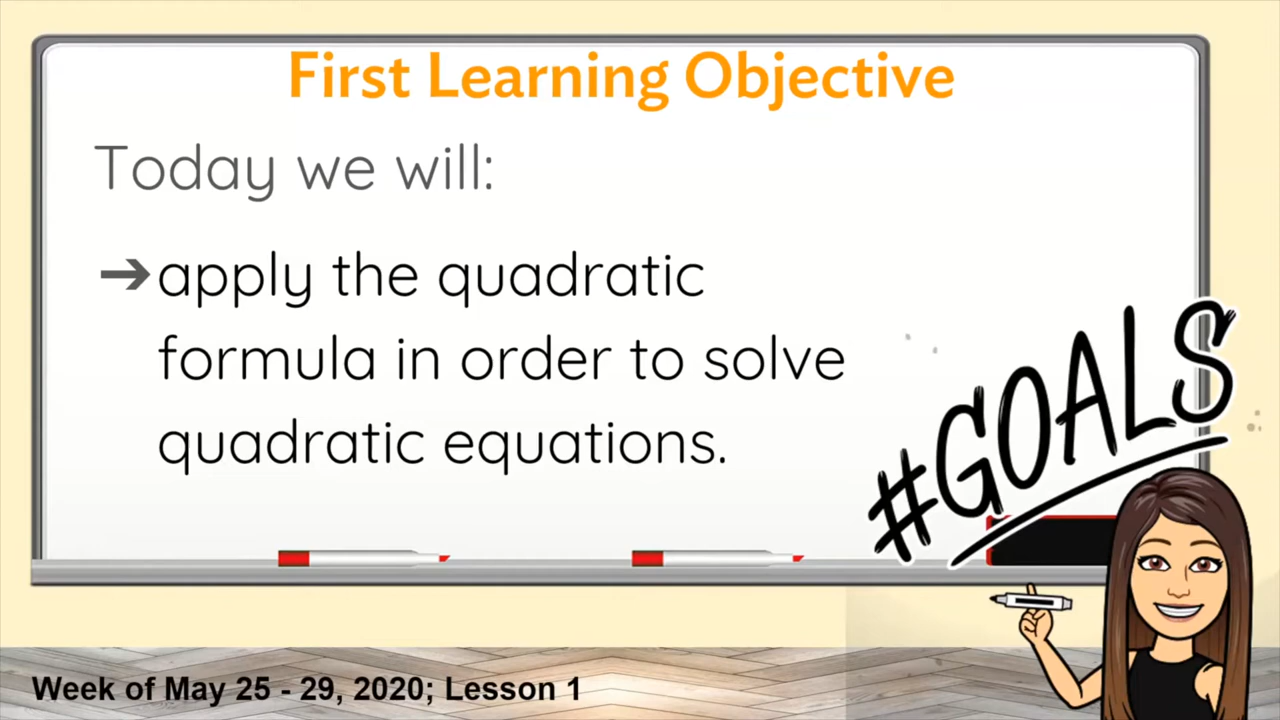 First Learning Objective
Today we will:
➔apply the quadratic
formula in order to solve
quadratic equations.
#GOALS
Week of May 25 - 29, 2020; Lesson 1